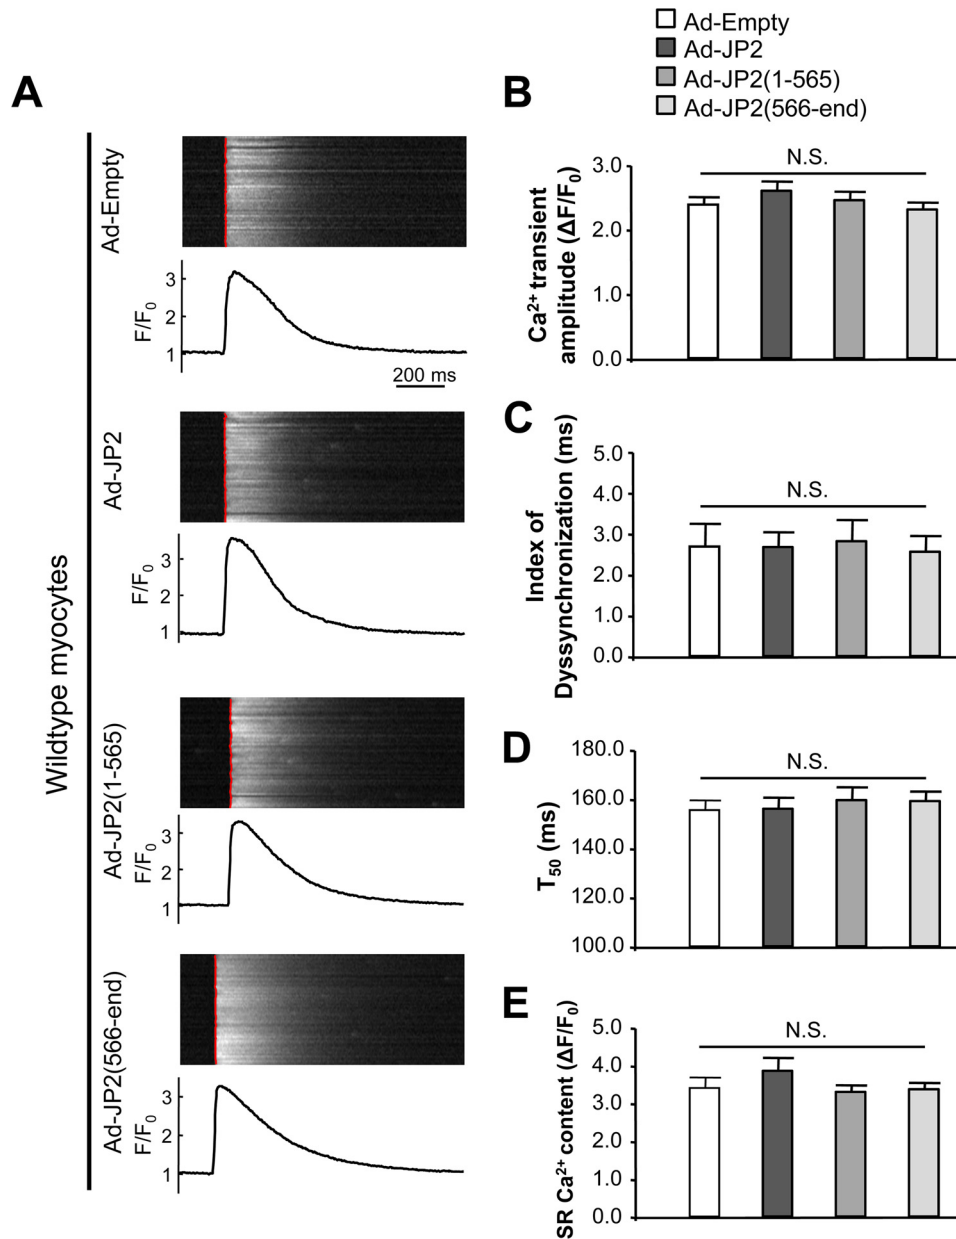 Ad-Empty
Ad-JP2
Ad-JP2(1-565)
Ad-JP2(566-end)
A
Wildtype myocytes
Ad-Empty
F/F₀
3
2
1
200 ms
Ad-JP2
F/F₀
3
2
1
Ad-JP2(1-565)
F/F₀
3
2
1
Ad-JP2(566-end)
F/F₀
3
2
1
B
Ca²⁺ transient
amplitude (ΔF/F₀)
3.0
2.0
1.0
0.0
N.S.
C
Index of
Dyssynchronization (ms)
5.0
4.0
3.0
2.0
1.0
0.0
N.S.
D
T₅₀ (ms)
180.0
160.0
140.0
120.0
100.0
N.S.
E
SR Ca²⁺ content (ΔF/F₀)
5.0
4.0
3.0
2.0
1.0
0.0
N.S.